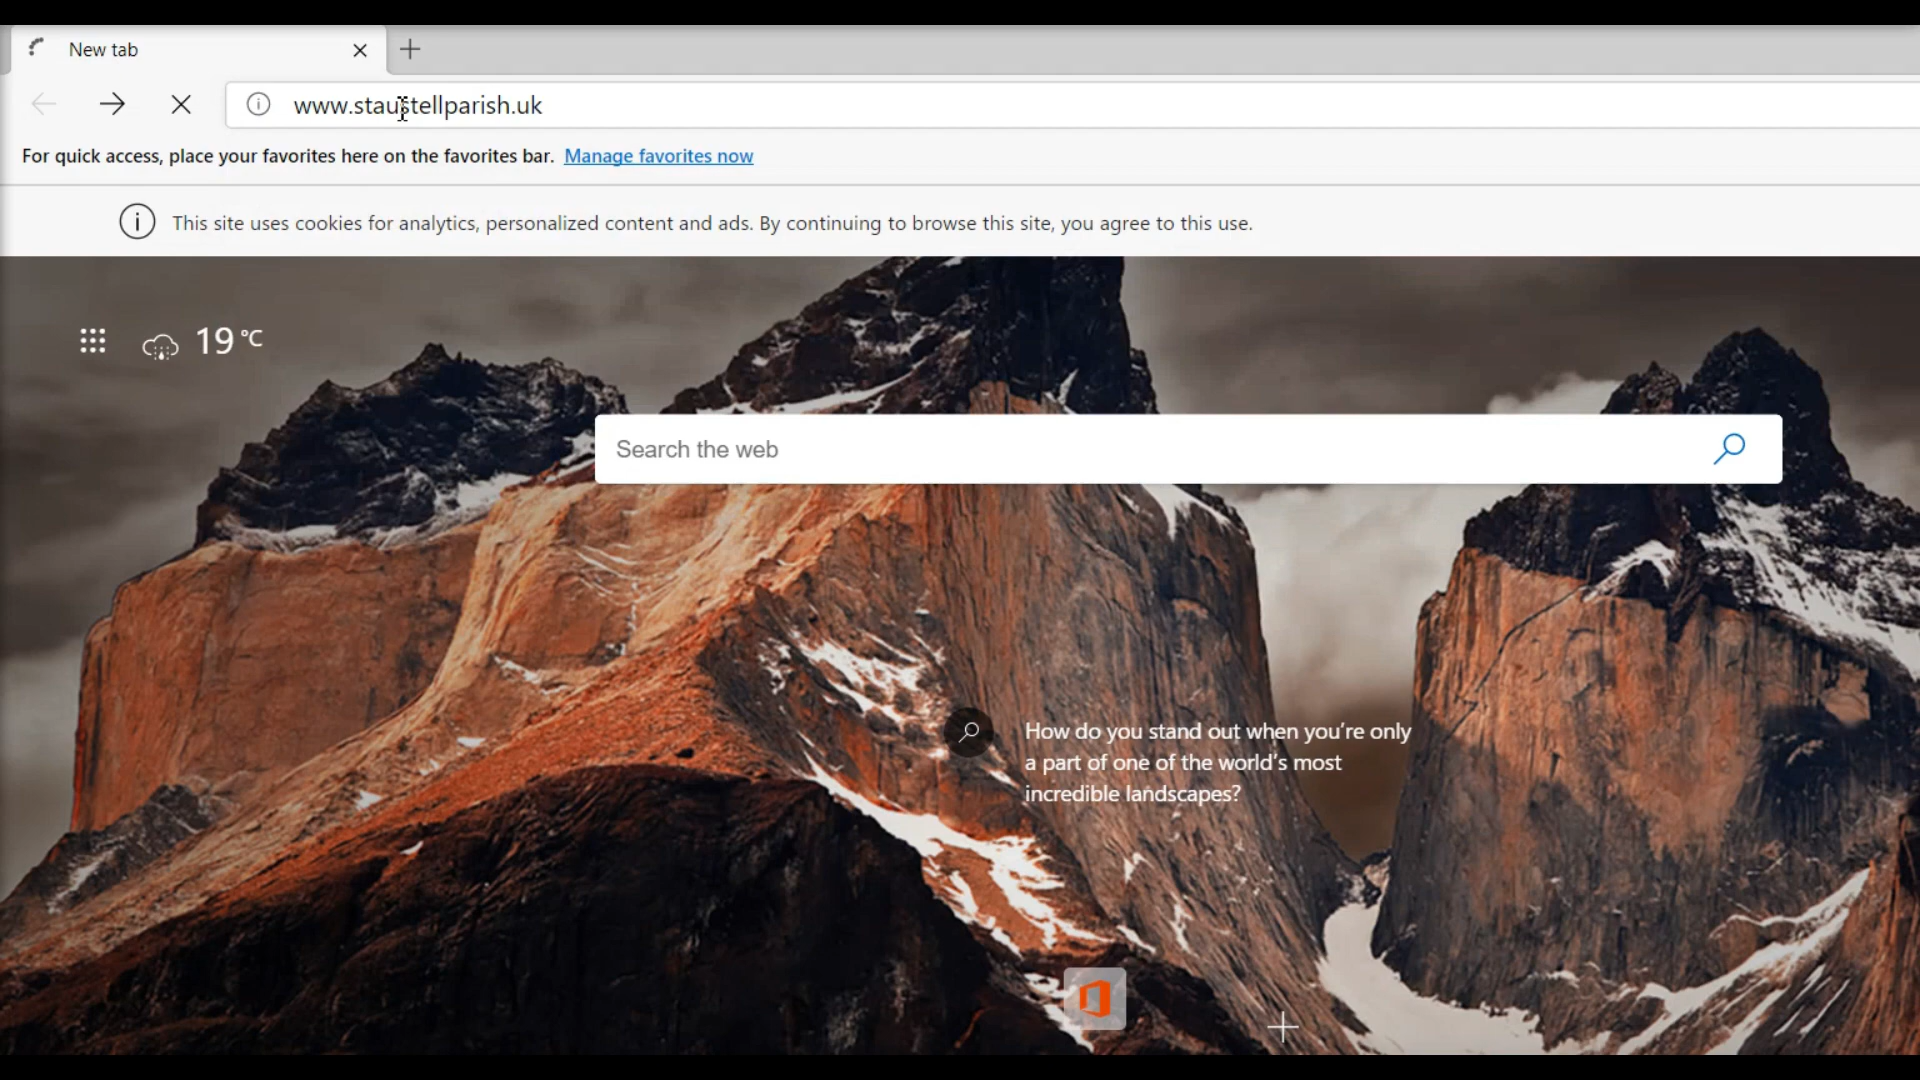 New tab
www.staustellparish.uk
For quick access, place your favorites here on the favorites bar. Manage favorites now
This site uses cookies for analytics, personalized content and ads. By continuing to browse this site, you agree to this use.
19 °C
Search the web
How do you stand out when you're only
a part of one of the world's most
incredible landscapes?